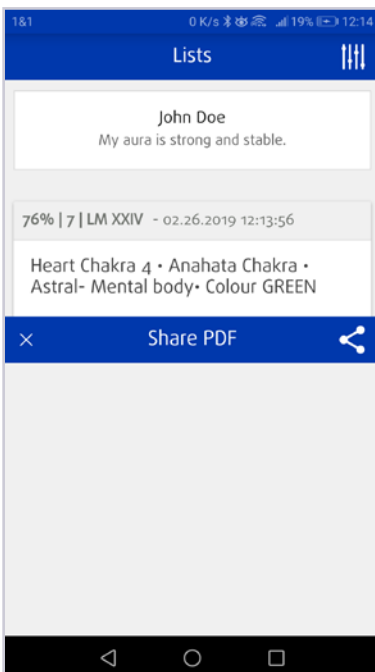 1&1 0 K/s 19% 12:14
Lists
John Doe
My aura is strong and stable.
76% | 7 | LM XXIV - 02.26.2019 12:13:56
Heart Chakra 4 • Anahata Chakra •
Astral- Mental body• Colour GREEN
Share PDF